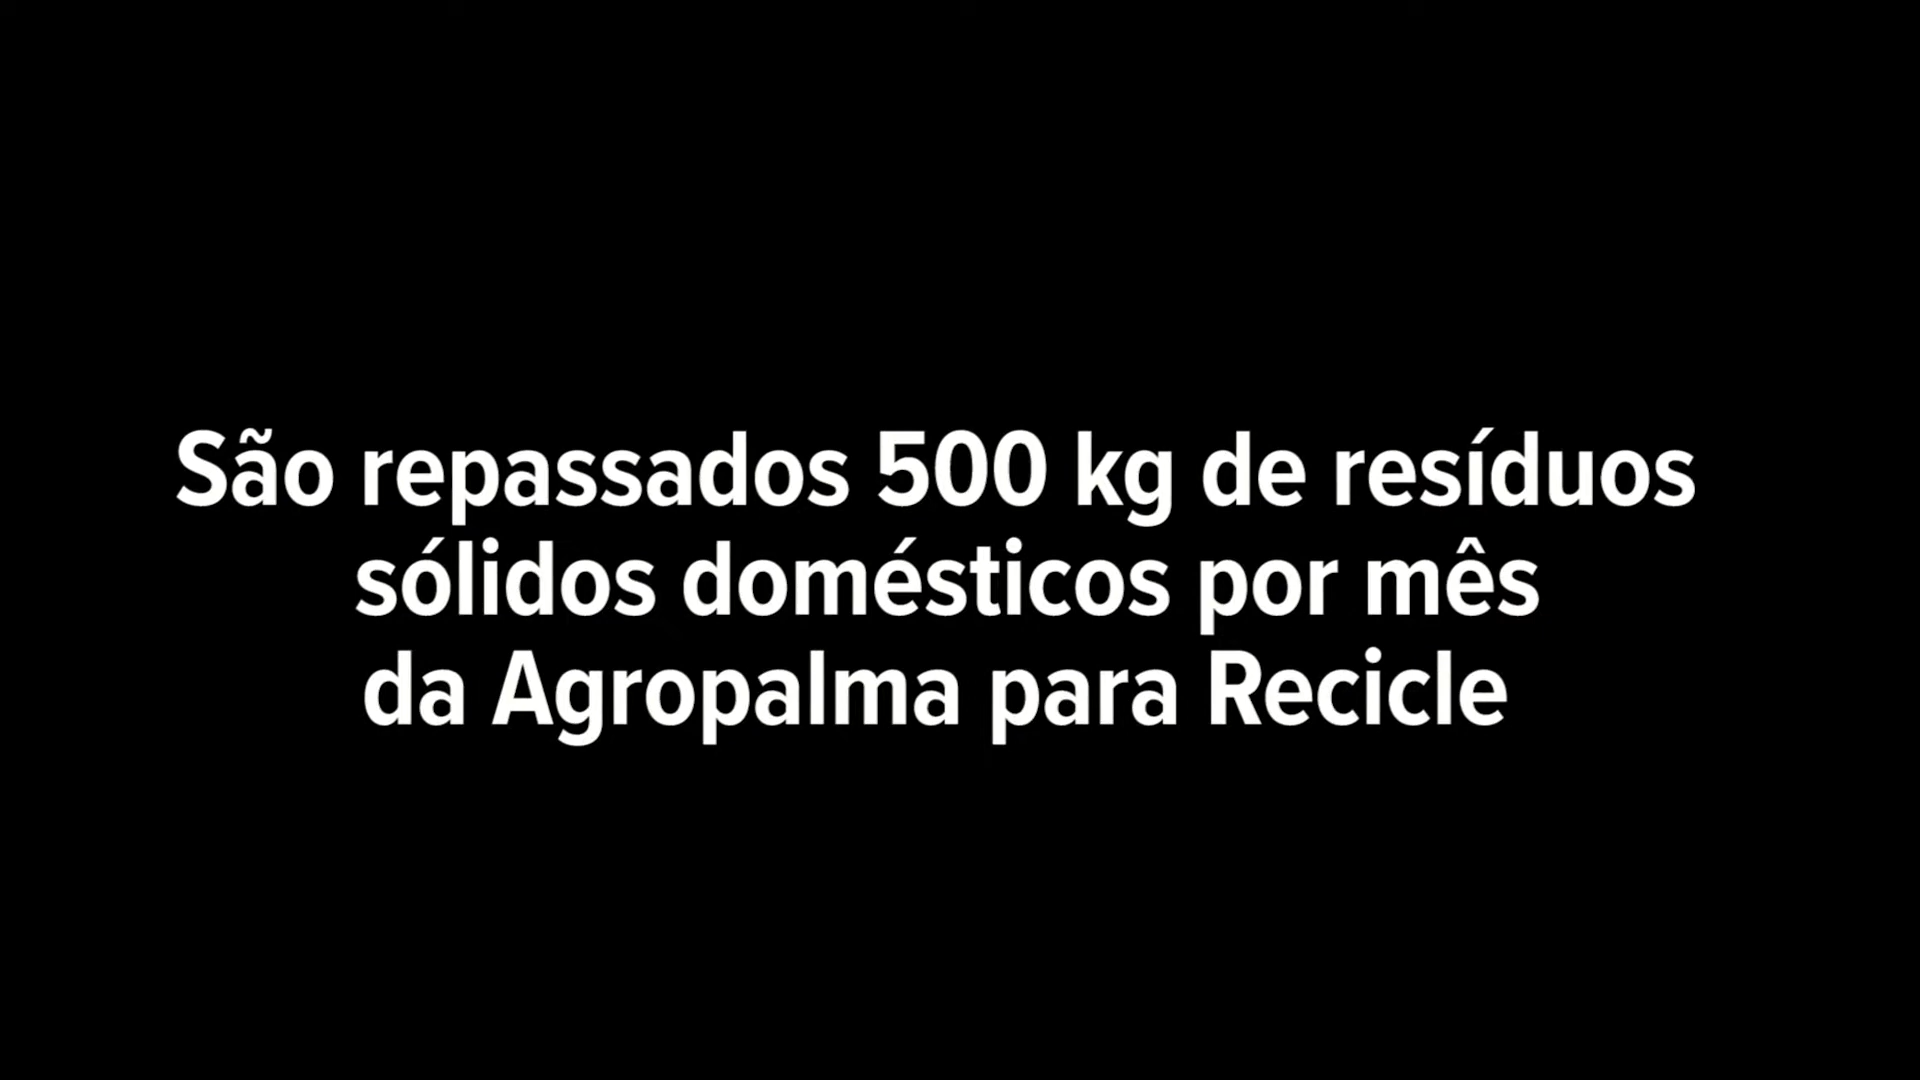 São repassados 500 kg de resíduos
sólidos domésticos por mês
da Agropalma para Recicle